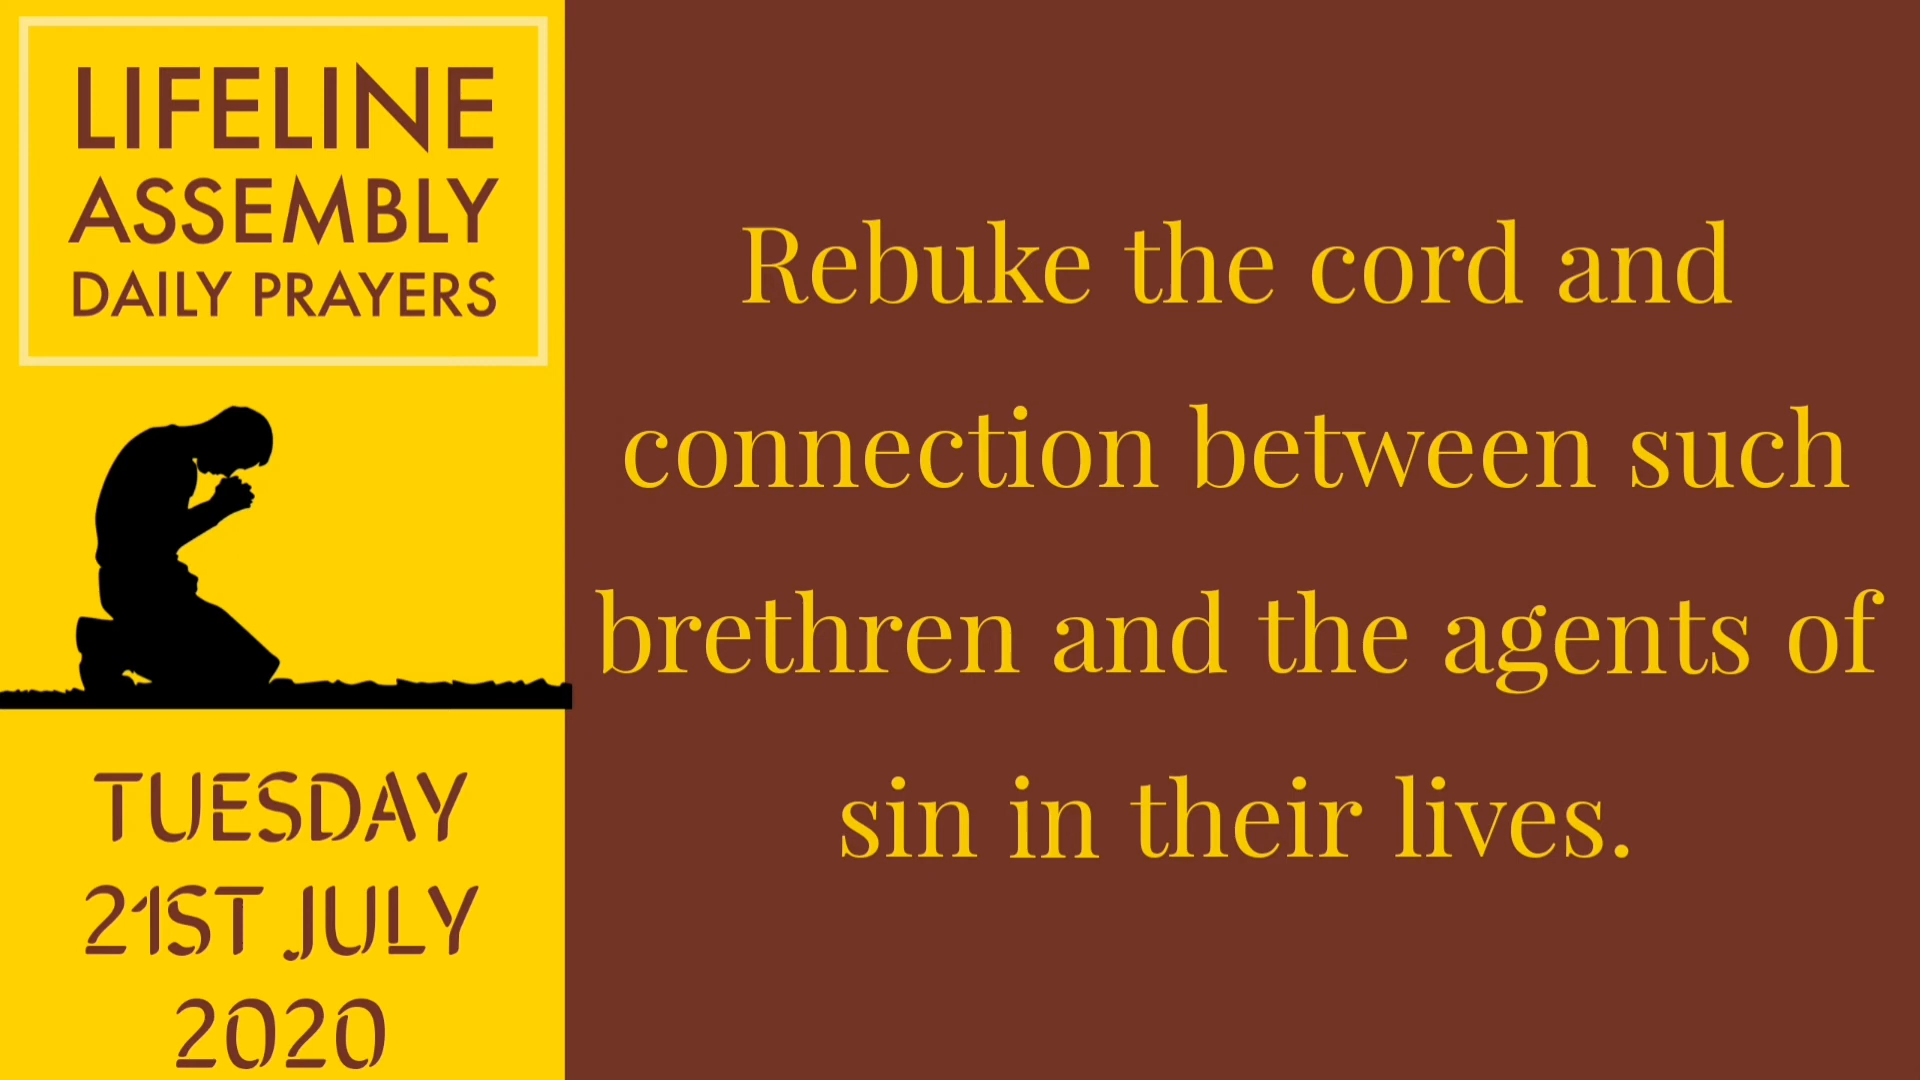 LIFELINE
ASSEMBLY
DAILY PRAYERS
TUESDAY
21ST JULY
2020
Rebuke the cord and
connection between such
brethren and the agents of
sin in their lives.